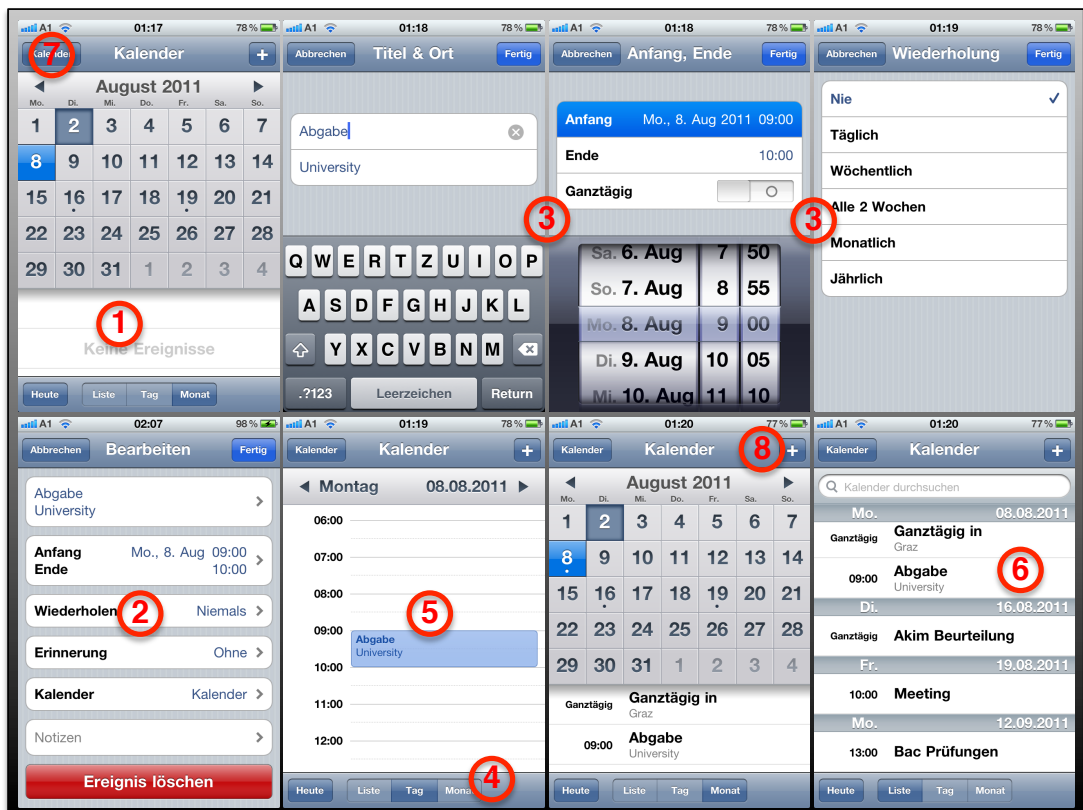 A1 01:17 78 %
Kalender Kalender +
7
August 2011
Mo. Di. Mi. Do. Fr. Sa. So.
1 2 3 4 5 6 7
8 9 10 11 12 13 14
15 16 17 18 19 20 21
22 23 24 25 26 27 28
29 30 31 1 2 3 4
1
Keine Ereignisse
Heute Liste Tag Monat
A1 01:18 78 %
Abbrechen Titel & Ort Fertig
Abgabe
University
3
Q W E R T Z U I O P
A S D F G H J K L
Y X C V B N M
.?123 Leerzeichen Return
A1 01:18 78 %
Abbrechen Anfang, Ende Fertig
Anfang Mo., 8. Aug 2011 09:00
Ende 10:00
Ganztägig
3
Sa. 6. Aug 7 50
So. 7. Aug 8 55
Mo. 8. Aug 9 00
Di. 9. Aug 10 05
Mi. 10. Aug 11 10
A1 01:19 78 %
Abbrechen Wiederholung Fertig
Nie
Täglich
Wöchentlich
Alle 2 Wochen
Monatlich
Jährlich
A1 02:07 98 %
Abbrechen Bearbeiten Fertig
Abgabe
University
Anfang Mo., 8. Aug 09:00
Ende 10:00
Wiederholen Niemals
2
Erinnerung Ohne
Kalender Kalender
Notizen
Ereignis löschen
A1 01:19 78 %
Kalender Kalender +
Montag 08.08.2011
06:00
07:00
08:00
5
09:00
Abgabe
University
10:00
11:00
12:00
4
Heute Liste Tag Monat
A1 01:20 77 %
Kalender Kalender +
8
August 2011
Mo. Di. Mi. Do. Fr. Sa. So.
1 2 3 4 5 6 7
8 9 10 11 12 13 14
15 16 17 18 19 20 21
22 23 24 25 26 27 28
29 30 31 1 2 3 4
Ganztägig Ganztägig in
Graz
09:00 Abgabe
University
Heute Liste Tag Monat
A1 01:20 77 %
Kalender Kalender +
Kalender durchsuchen
Mo. 08.08.2011
Ganztägig Ganztägig in
Graz
6
09:00 Abgabe
University
Di. 16.08.2011
Ganztägig Akim Beurteilung
Fr. 19.08.2011
10:00 Meeting
Mo. 12.09.2011
13:00 Bac Prüfungen
Heute Liste Tag Monat